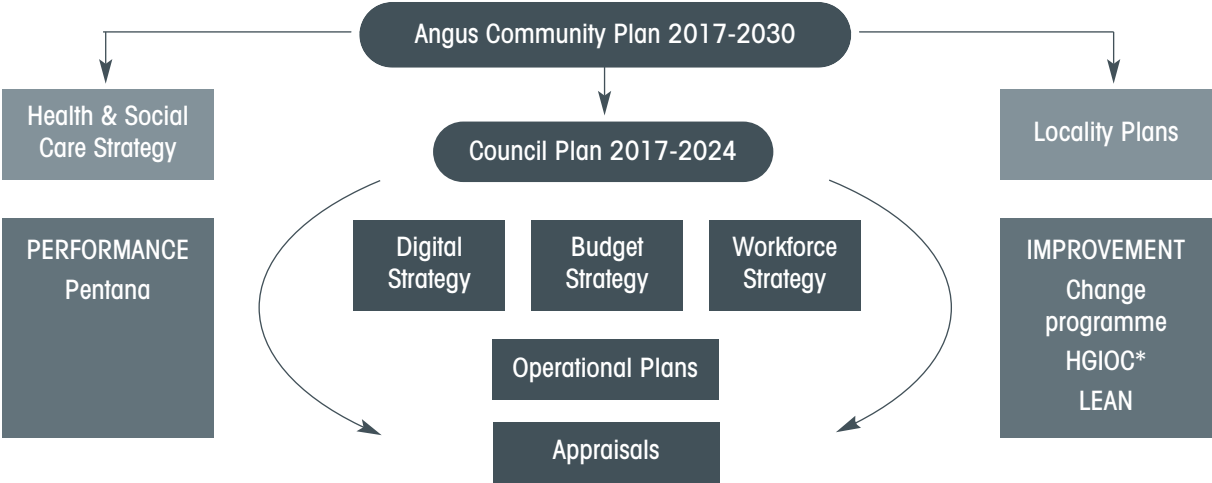 Angus Community Plan 2017-2030
Health & Social
Care Strategy
Locality Plans
Council Plan 2017-2024
PERFORMANCE
Pentana
Digital
Strategy
Budget
Strategy
Workforce
Strategy
IMPROVEMENT
Change
programme
HGIOC*
LEAN
Operational Plans
Appraisals